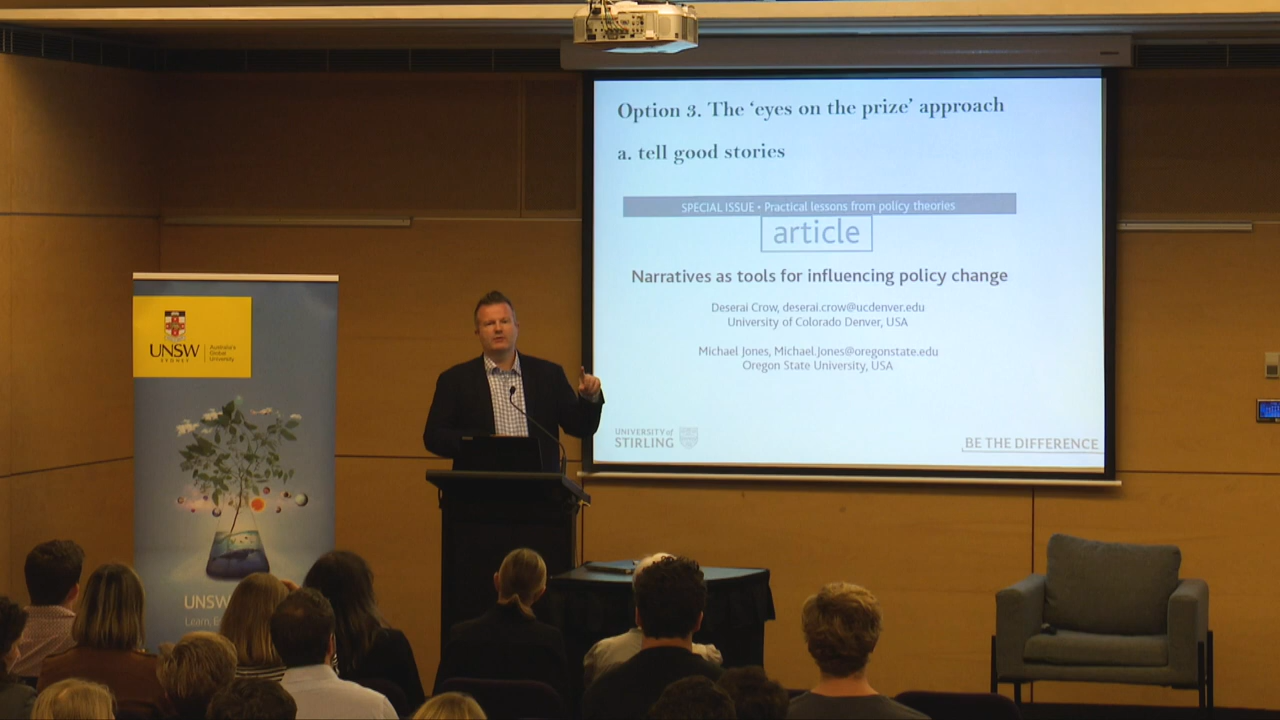 Option 3. The ‘eyes on the prize’ approach
a. tell good stories
SPECIAL ISSUE • Practical lessons from policy theories
article
Narratives as tools for influencing policy change
Deserai Crow, deserai.crow@ucdenver.edu
University of Colorado Denver, USA
Michael Jones, Michael.Jones@oregonstate.edu
Oregon State University, USA
UNIVERSITY of
STIRLING
BE THE DIFFERENCE
UNSW
SYDNEY
Australia's
Global
University
UNSW
Learn,